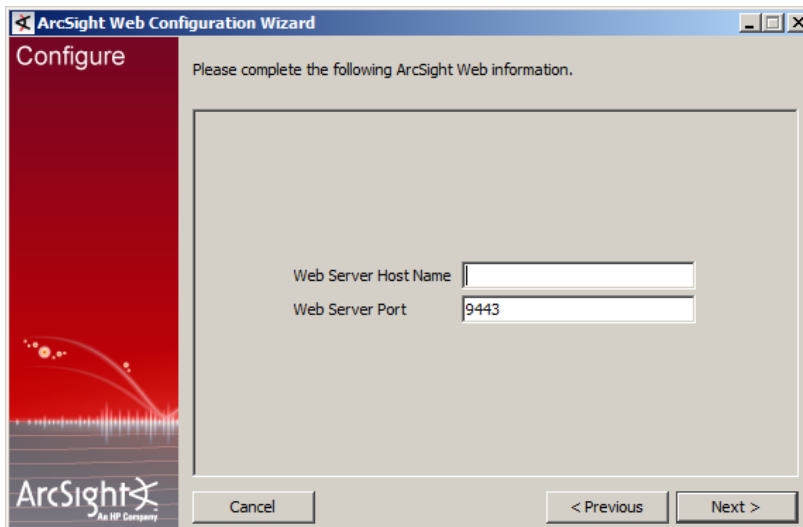 ArcSight Web Configuration Wizard
Configure
Please complete the following ArcSight Web information.
Web Server Host Name
Web Server Port 9443
ArcSight
An HP Company
Cancel < Previous Next >